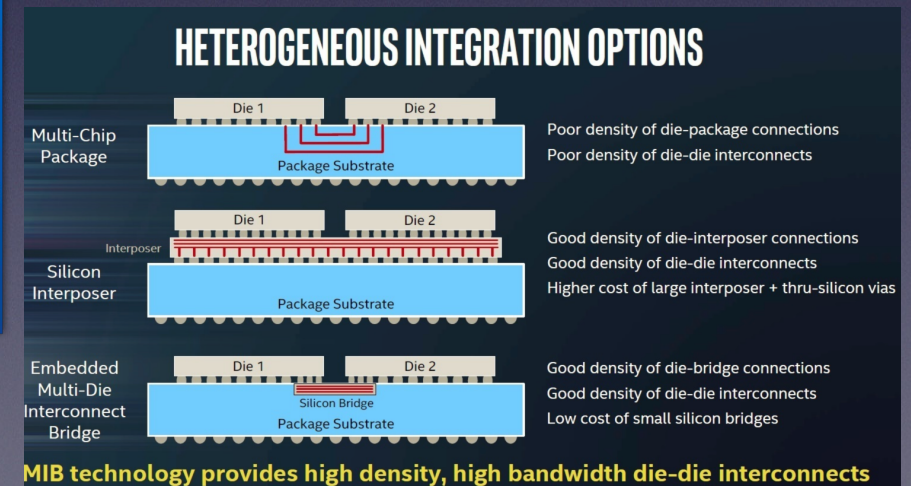 HETEROGENEOUS INTEGRATION OPTIONS
Multi-Chip
Package
Die 1
Die 2
Package Substrate
Poor density of die-package connections
Poor density of die-die interconnects
Silicon
Interposer
Die 1
Die 2
Interposer
Package Substrate
Good density of die-interposer connections
Good density of die-die interconnects
Higher cost of large interposer + thru-silicon vias
Embedded
Multi-Die
Interconnect
Bridge
Die 1
Die 2
Silicon Bridge
Package Substrate
Good density of die-bridge connections
Good density of die-die interconnects
Low cost of small silicon bridges
MIB technology provides high density, high bandwidth die-die interconnects